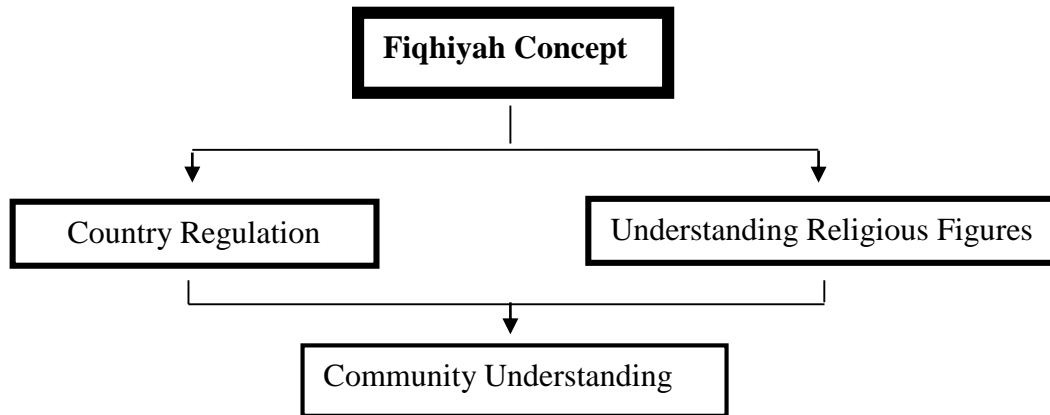 Fiqhiyah Concept
Country Regulation
Understanding Religious Figures
Community Understanding